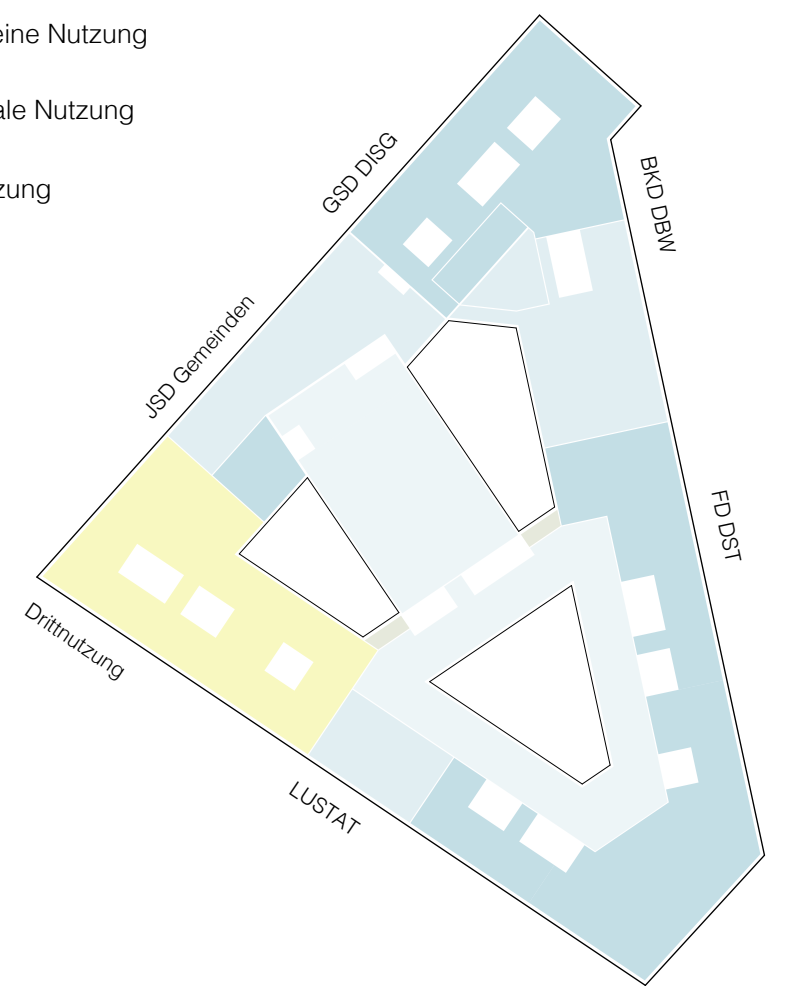 eine Nutzung
ale Nutzung
zung
GSD DISG
BKD DBW
JSD Gemeinden
FD DST
Drittnutzung
LUSTAT